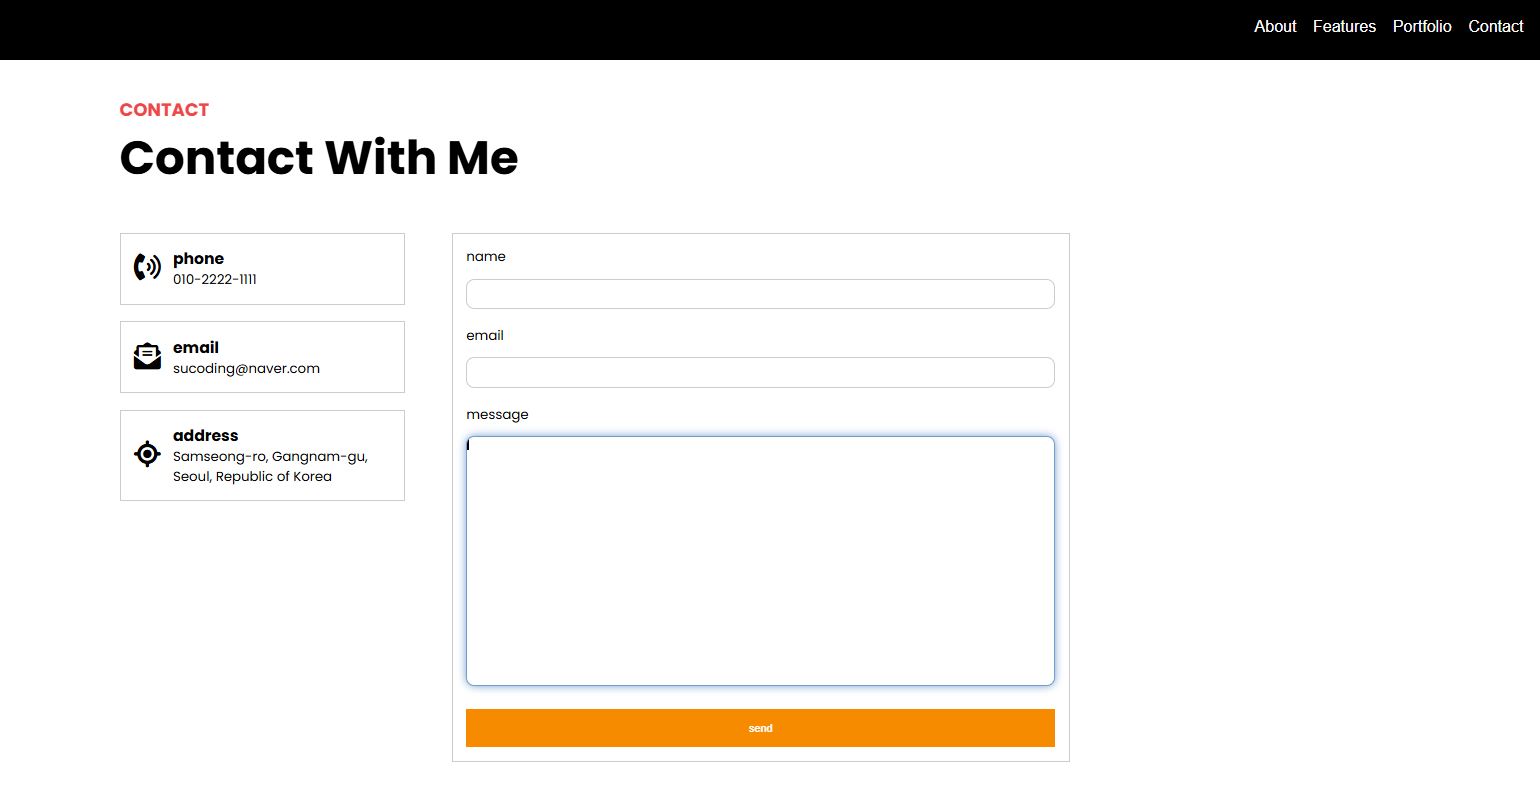 About Features Portfolio Contact
CONTACT
Contact With Me
phone
010-2222-1111
email
sucoding@naver.com
address
Samseong-ro, Gangnam-gu,
Seoul, Republic of Korea
name
email
message
send